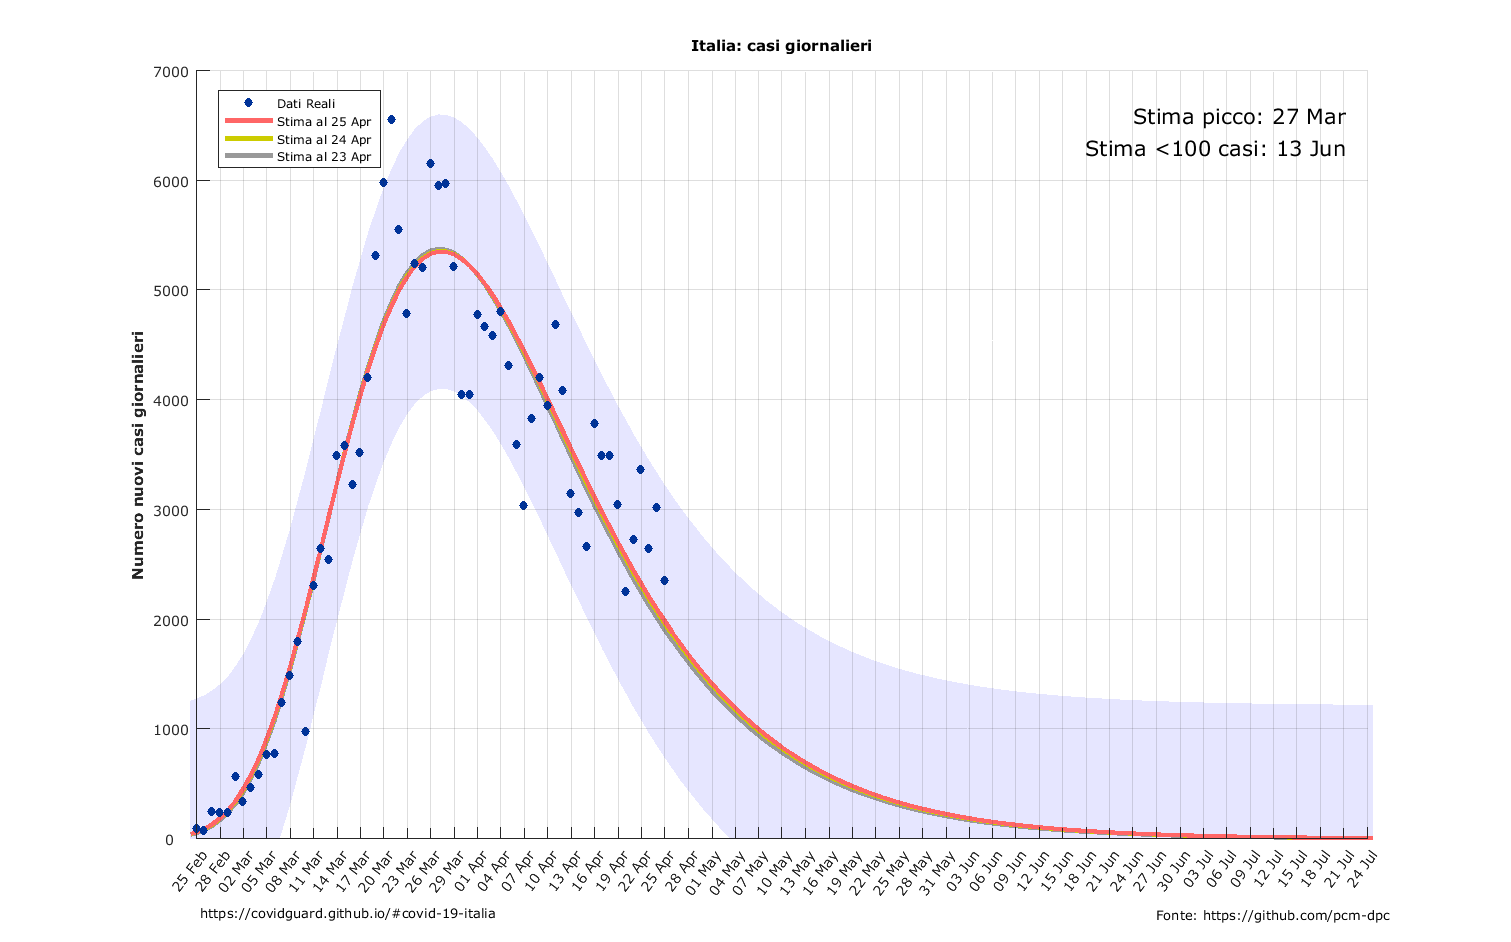 Italia: casi giornalieri
7000
6000
5000
4000
3000
2000
1000
0
Numero nuovi casi giornalieri
Dati Reali
Stima al 25 Apr
Stima al 24 Apr
Stima al 23 Apr
Stima picco: 27 Mar
Stima <100 casi: 13 Jun
25 Feb
28 Feb
02 Mar
05 Mar
08 Mar
11 Mar
14 Mar
17 Mar
20 Mar
23 Mar
26 Mar
29 Mar
01 Apr
04 Apr
07 Apr
10 Apr
13 Apr
16 Apr
19 Apr
22 Apr
25 Apr
28 Apr
01 May
04 May
07 May
10 May
13 May
16 May
19 May
22 May
25 May
28 May
31 May
03 Jun
06 Jun
09 Jun
12 Jun
15 Jun
18 Jun
21 Jun
24 Jun
27 Jun
30 Jun
03 Jul
06 Jul
09 Jul
12 Jul
15 Jul
18 Jul
21 Jul
24 Jul
https://covidguard.github.io/#covid-19-italia
Fonte: https://github.com/pcm-dpc